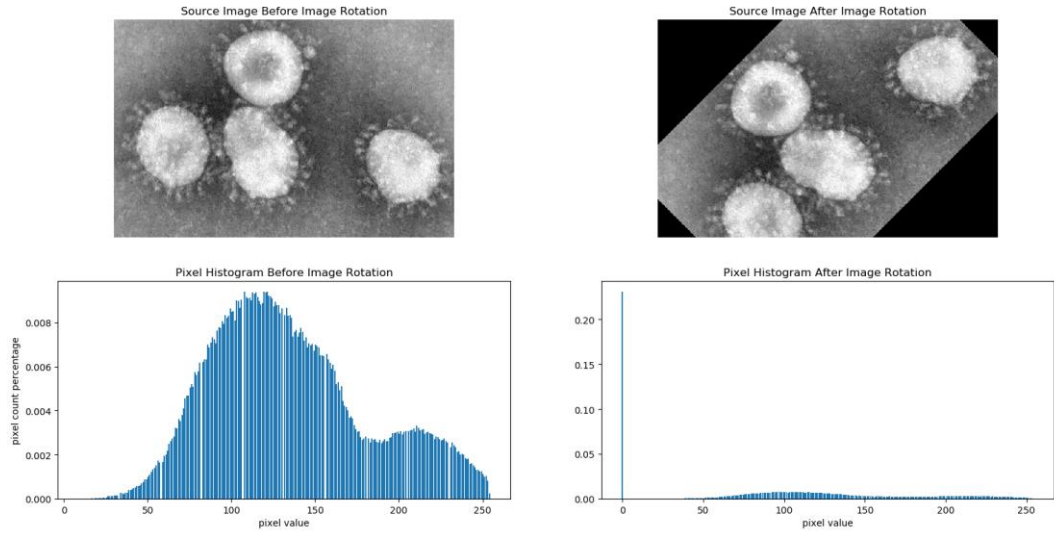 Source Image Before Image Rotation
Source Image After Image Rotation
Pixel Histogram Before Image Rotation
pixel count percentage
0.008
0.006
0.004
0.002
0.000
0 50 100 150 200 250
pixel value
Pixel Histogram After Image Rotation
0.20
0.15
0.10
0.05
0.00
0 50 100 150 200 250
pixel value